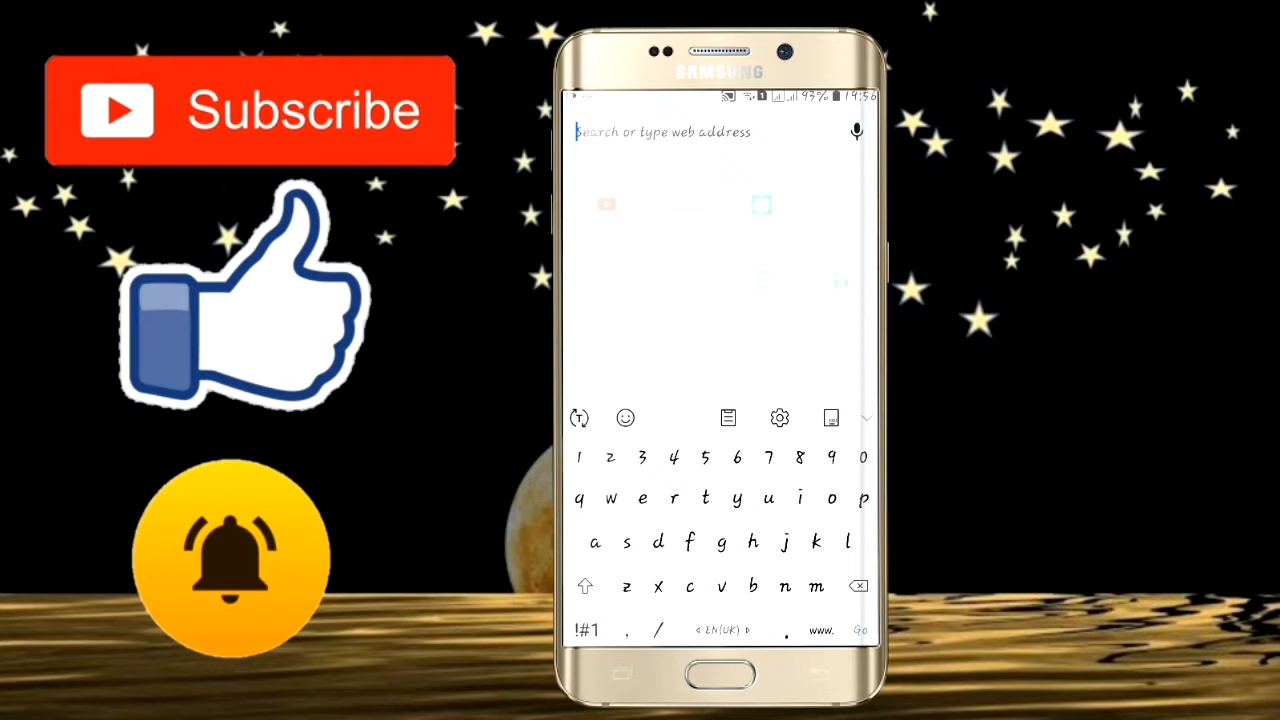 Subscribe
SAMSUNG
1 93% 19:56
Search or type web address
1 2 3 4 5 6 7 8 9 0
q w e r t y u i o p
a s d f g h j k l
z x c v b n m
!#1 , / EN(UK) . www. Go